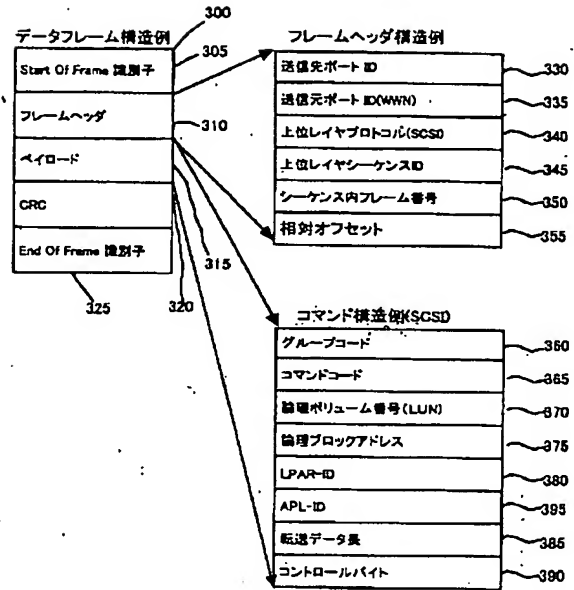 データフレーム構造例
300
305
Start Of Frame 識別子
フレームヘッダ
310
ペイロード
CRC
315
End Of Frame 識別子
320
325
フレームヘッダ構造例
送信先ポート ID
330
送信元ポート ID(WWN)
335
上位レイヤプロトコル(SCSI)
340
上位レイヤシーケンスID
345
シーケンス内フレーム番号
350
相対オフセット
355
コマンド構造例(SCSI)
グループコード
360
コマンドコード
365
論理ボリューム番号(LUN)
370
論理ブロックアドレス
375
LPAR-ID
380
APL-ID
395
転送データ長
385
コントロールバイト
390